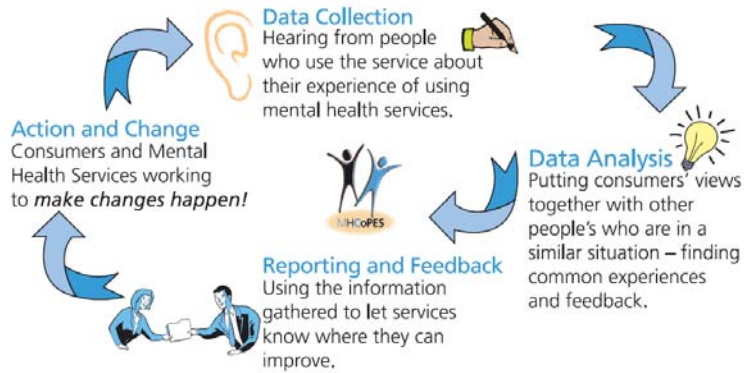 Data Collection
Hearing from people
who use the service about
their experience of using
mental health services.
Data Analysis
Putting consumers' views
together with other
people's who are in a
similar situation – finding
common experiences
and feedback.
Reporting and Feedback
Using the information
gathered to let services
know where they can
improve.
Action and Change
Consumers and Mental
Health Services working
to make changes happen!
MHCoPES